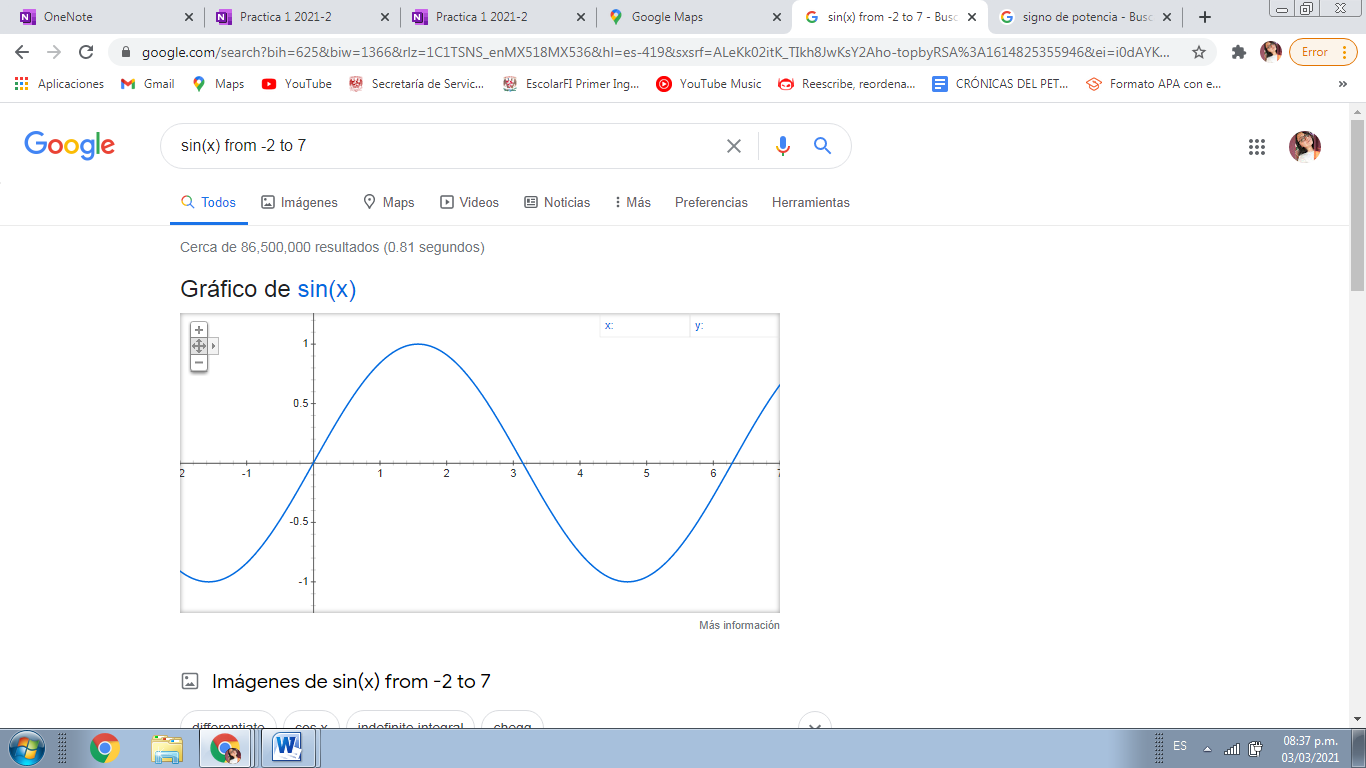 OneNote
Practica 1 2021-2
Practica 1 2021-2
Google Maps
sin(x) from -2 to 7 - Busc
signo de potencia - Busc
google.com/search?bih=625&biw=1366&rlz=1C1TSNS_enMX518MX536&hl=es-419&sxsrf=ALeKk02itK_TIkh8JwKsY2Aho-topbyRSA%3A1614825355946&ei=i0dAYK...
Error
Aplicaciones
Gmail
Maps
YouTube
Secretaría de Servic...
EscolarFI Primer Ing...
YouTube Music
Reescribe, reordena...
CRÓNICAS DEL PET...
Formato APA con e...
»
Google
sin(x) from -2 to 7
Todos
Imágenes
Maps
Videos
Noticias
Más
Preferencias
Herramientas
Cerca de 86,500,000 resultados (0.81 segundos)
Gráfico de sin(x)
x:
y:
1
0.5
2 -1 1 2 3 4 5 6 7
-0.5
-1
Más información
Imágenes de sin(x) from -2 to 7
differentiate
cos x
indefinite integral
chegg
ES
08:37 p.m.
03/03/2021